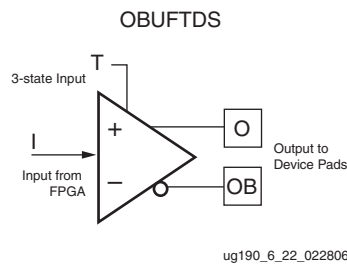 OBUFTDS
T
3-state Input
+
I
O
Input from
FPGA
Output to
Device Pads
−
OB
ug190_6_22_022806